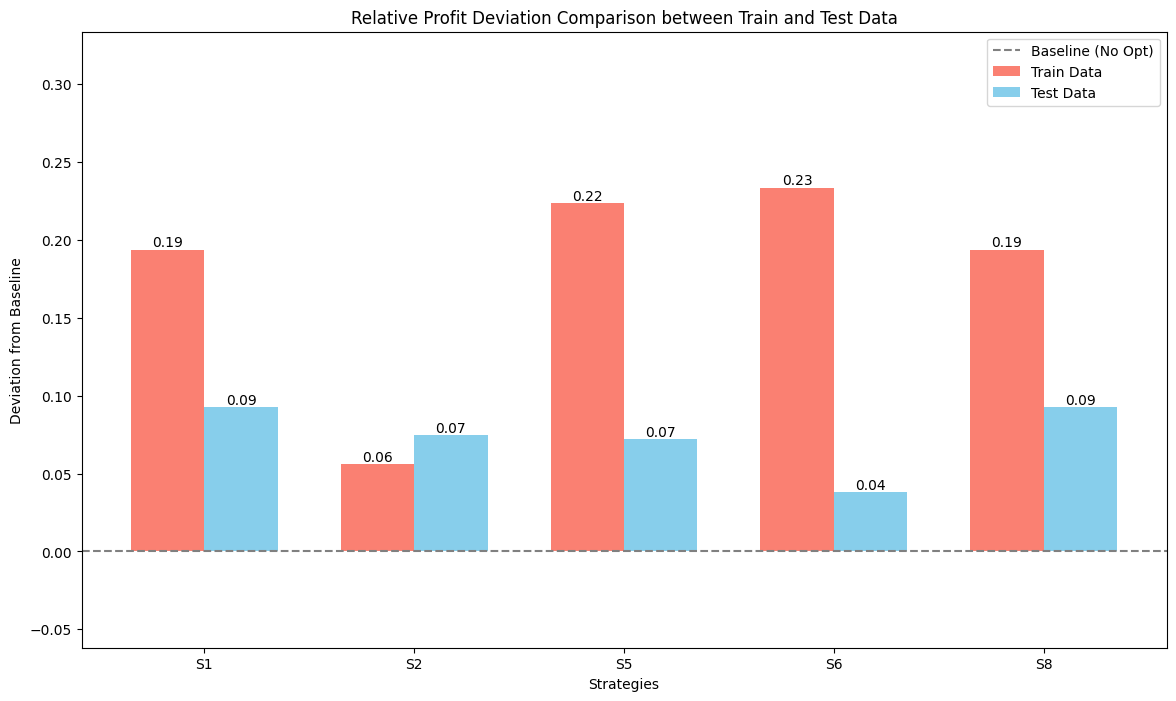 Relative Profit Deviation Comparison between Train and Test Data
Baseline (No Opt)
Train Data
Test Data
Deviation from Baseline
0.30
0.25
0.20
0.15
0.10
0.05
0.00
−0.05
0.19
0.09
0.06
0.07
0.22
0.07
0.23
0.04
0.19
0.09
S1
S2
S5
S6
S8
Strategies